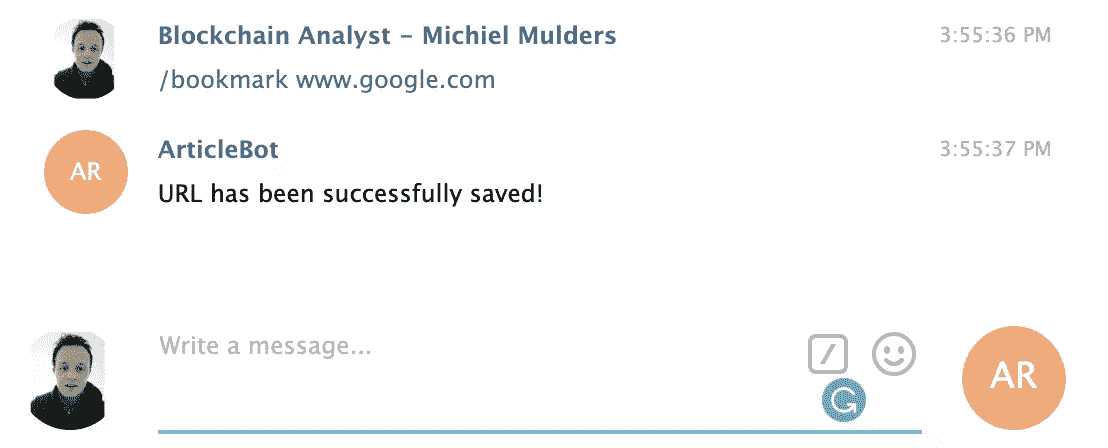 Blockchain Analyst – Michiel Mulders 3:55:36 PM
/bookmark www.google.com
AR
ArticleBot 3:55:37 PM
URL has been successfully saved!
Write a message...
AR